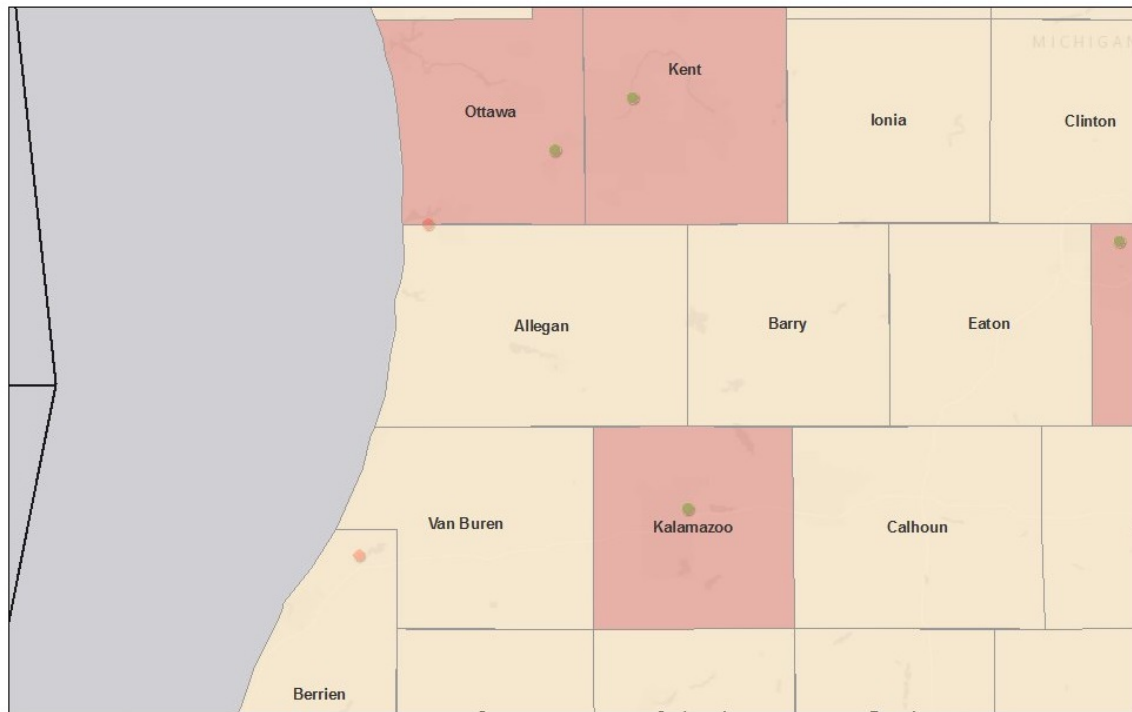 MICHIGAN
Kent
Ottawa
Ionia
Clinton
Allegan
Barry
Eaton
Van Buren
Kalamazoo
Calhoun
Berrien